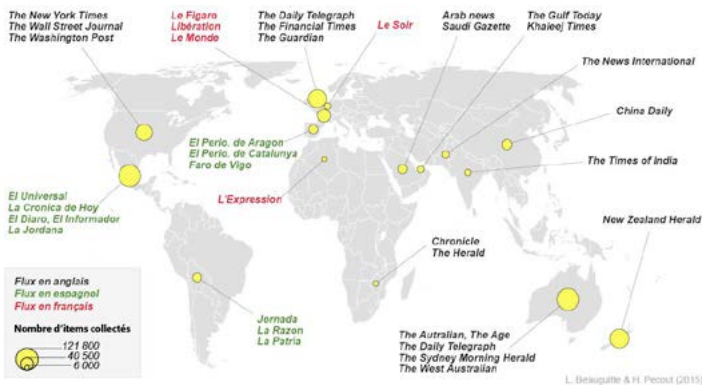 The New York Times
The Wall Street Journal
The Washington Post
Le Figaro
Libération
Le Monde
The Daily Telegraph
The Financial Times
The Guardian
Le Soir
Arab news
Saudi Gazette
The Gulf Today
Khaleej Times
The News International
China Daily
The Times of India
El Perio. de Aragon
El Perio. de Catalunya
Faro de Vigo
L'Expression
El Universal
La Cronica de Hoy
El Diaro, El Informador
La Jordana
New Zealand Herald
Chronicle
The Herald
Jornada
La Razon
La Patria
The Autralian, The Age
The Daily Telegraph
The Sydney Morning Herald
The West Australian
Flux en anglais
Flux en espagnol
Flux en français
Nombre d'items collectés
121 800
40 500
6 000
L. Beauguitte & H. Pecout (2015)